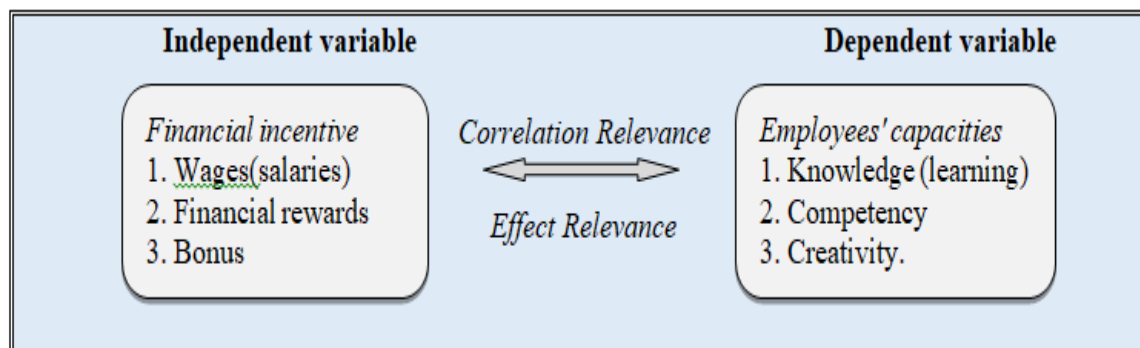 Independent variable
Dependent variable
Financial incentive
1. Wages(salaries)
2. Financial rewards
3. Bonus
Correlation Relevance
Effect Relevance
Employees' capacities
1. Knowledge (learning)
2. Competency
3. Creativity.